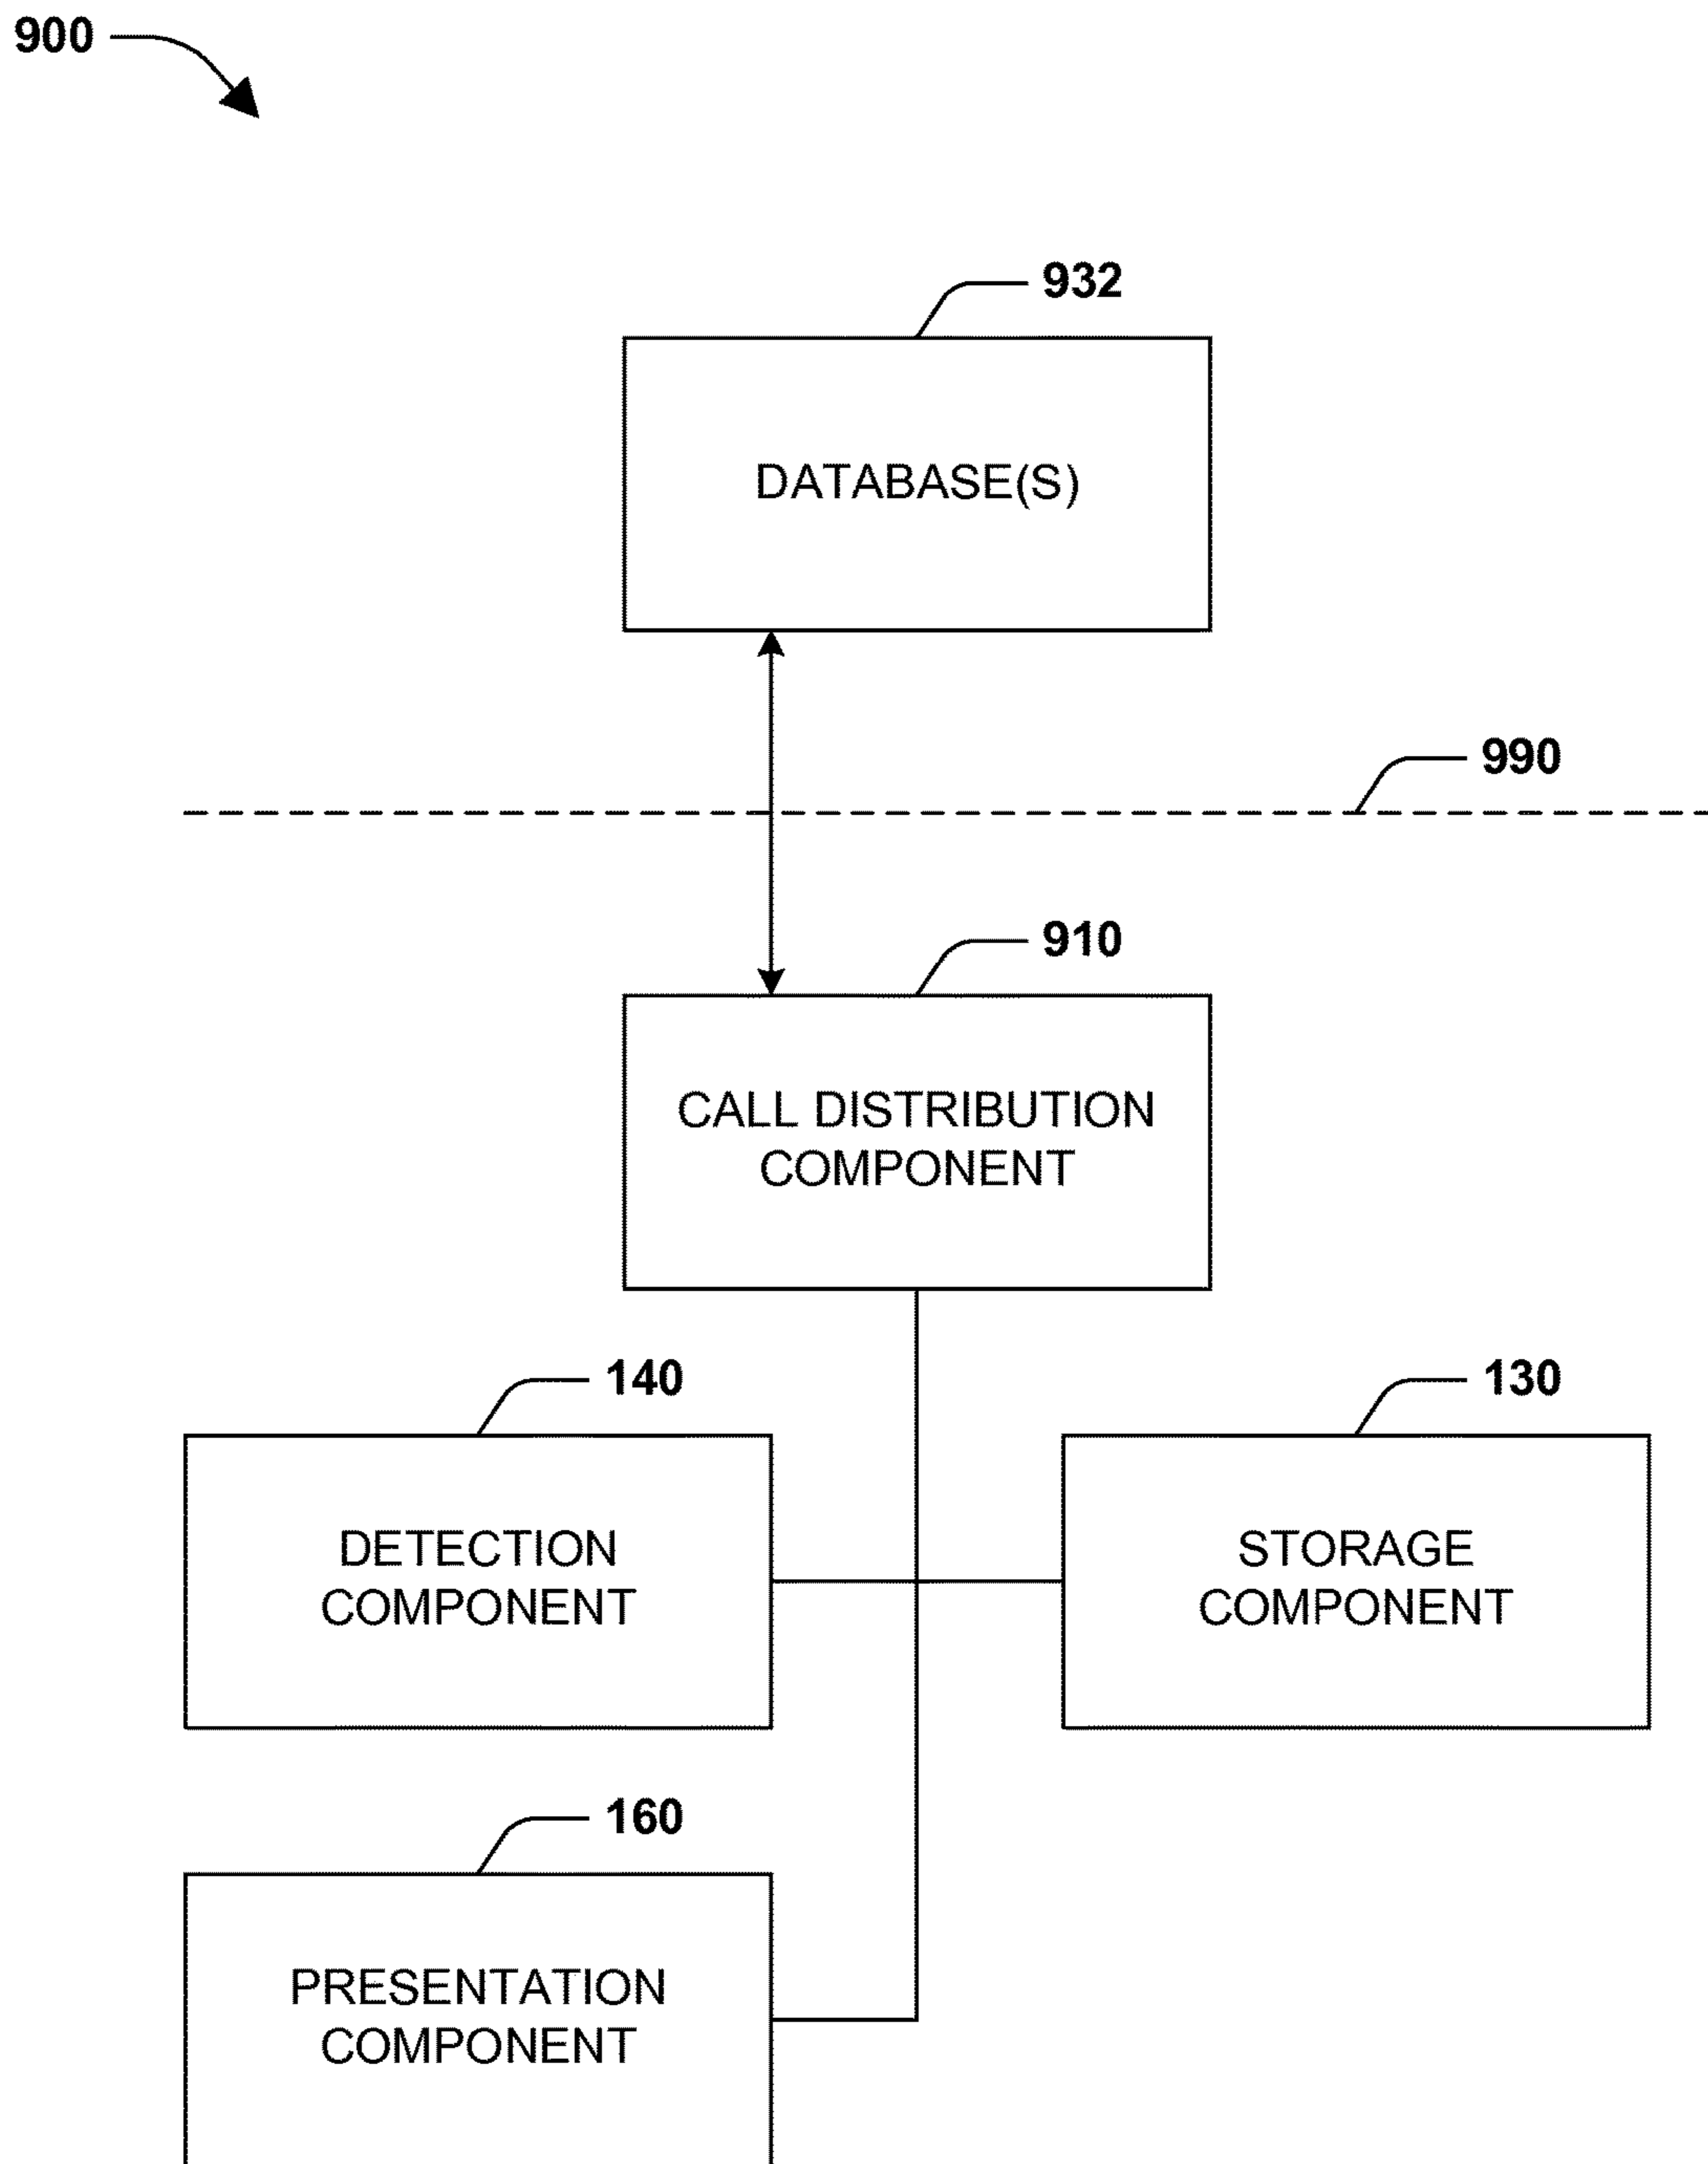 900
932
DATABASE(S)
990
910
CALL DISTRIBUTION
COMPONENT
140
130
DETECTION
COMPONENT
STORAGE
COMPONENT
160
PRESENTATION
COMPONENT